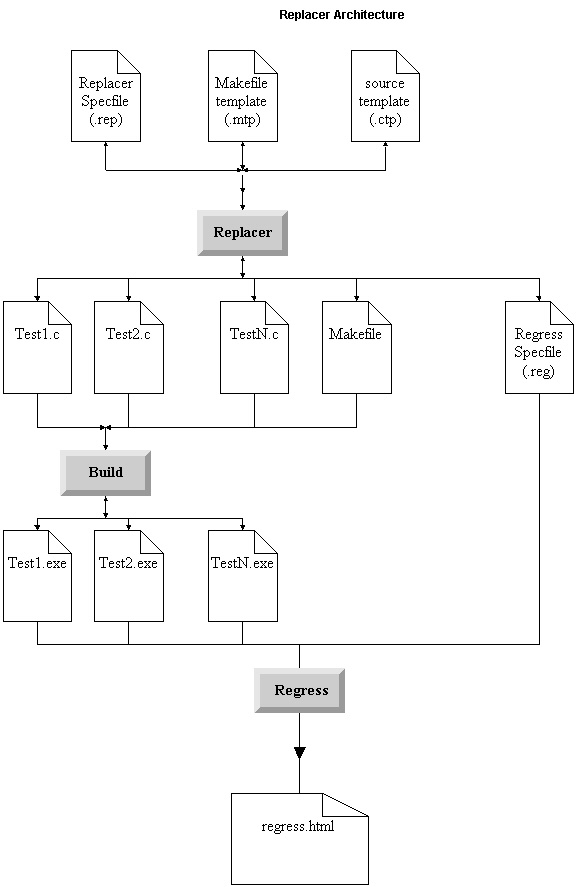 Replacer Architecture
Replacer
Specfile
(.rep)
Makefile
template
(.mtp)
source
template
(.ctp)
Replacer
Test1.c
Test2.c
TestN.c
Makefile
Regress
Specfile
(.reg)
Build
Test1.exe
Test2.exe
TestN.exe
Regress
regress.html